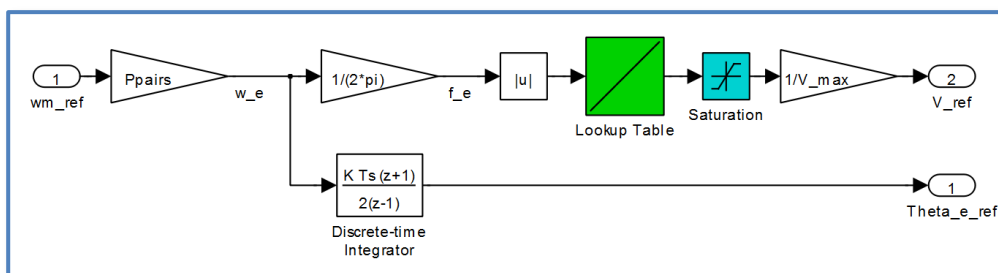 1
wm_ref
Ppairs
w_e
1/(2*pi)
f_e
|u|
Lookup Table
Saturation
1/V_max
2
V_ref
K Ts(z+1)
2(z-1)
Discrete-time
Integrator
1
Theta_e_ref